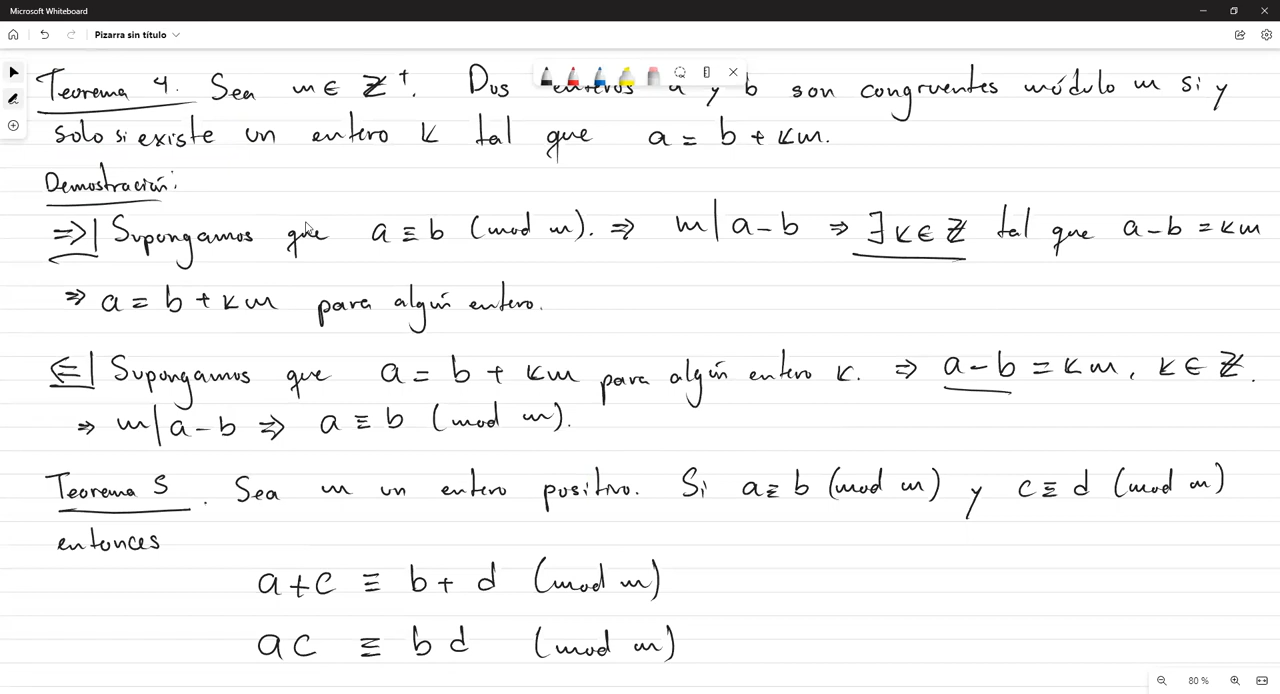 Microsoft Whiteboard
Pizarra sin título
Teorema 4. Sea m ∈ ℤ⁺. Dos enteros a y b son congruentes módulo m si y
solo si existe un entero k tal que a = b + km.
Demostración:
⇒| Supongamos que a ≡ b (mod m). ⇒ m | a - b ⇒ ∃ k ∈ ℤ tal que a - b = km
⇒ a = b + km para algún entero.
⇐| Supongamos que a = b + km para algún entero k. ⇒ a - b = km, k ∈ ℤ.
⇒ m | a - b ⇒ a ≡ b (mod m).
Teorema 5. Sea m un entero positivo. Si a ≡ b (mod m) y c ≡ d (mod m)
entonces
a + c ≡ b + d (mod m)
ac ≡ bd (mod m)
80 %